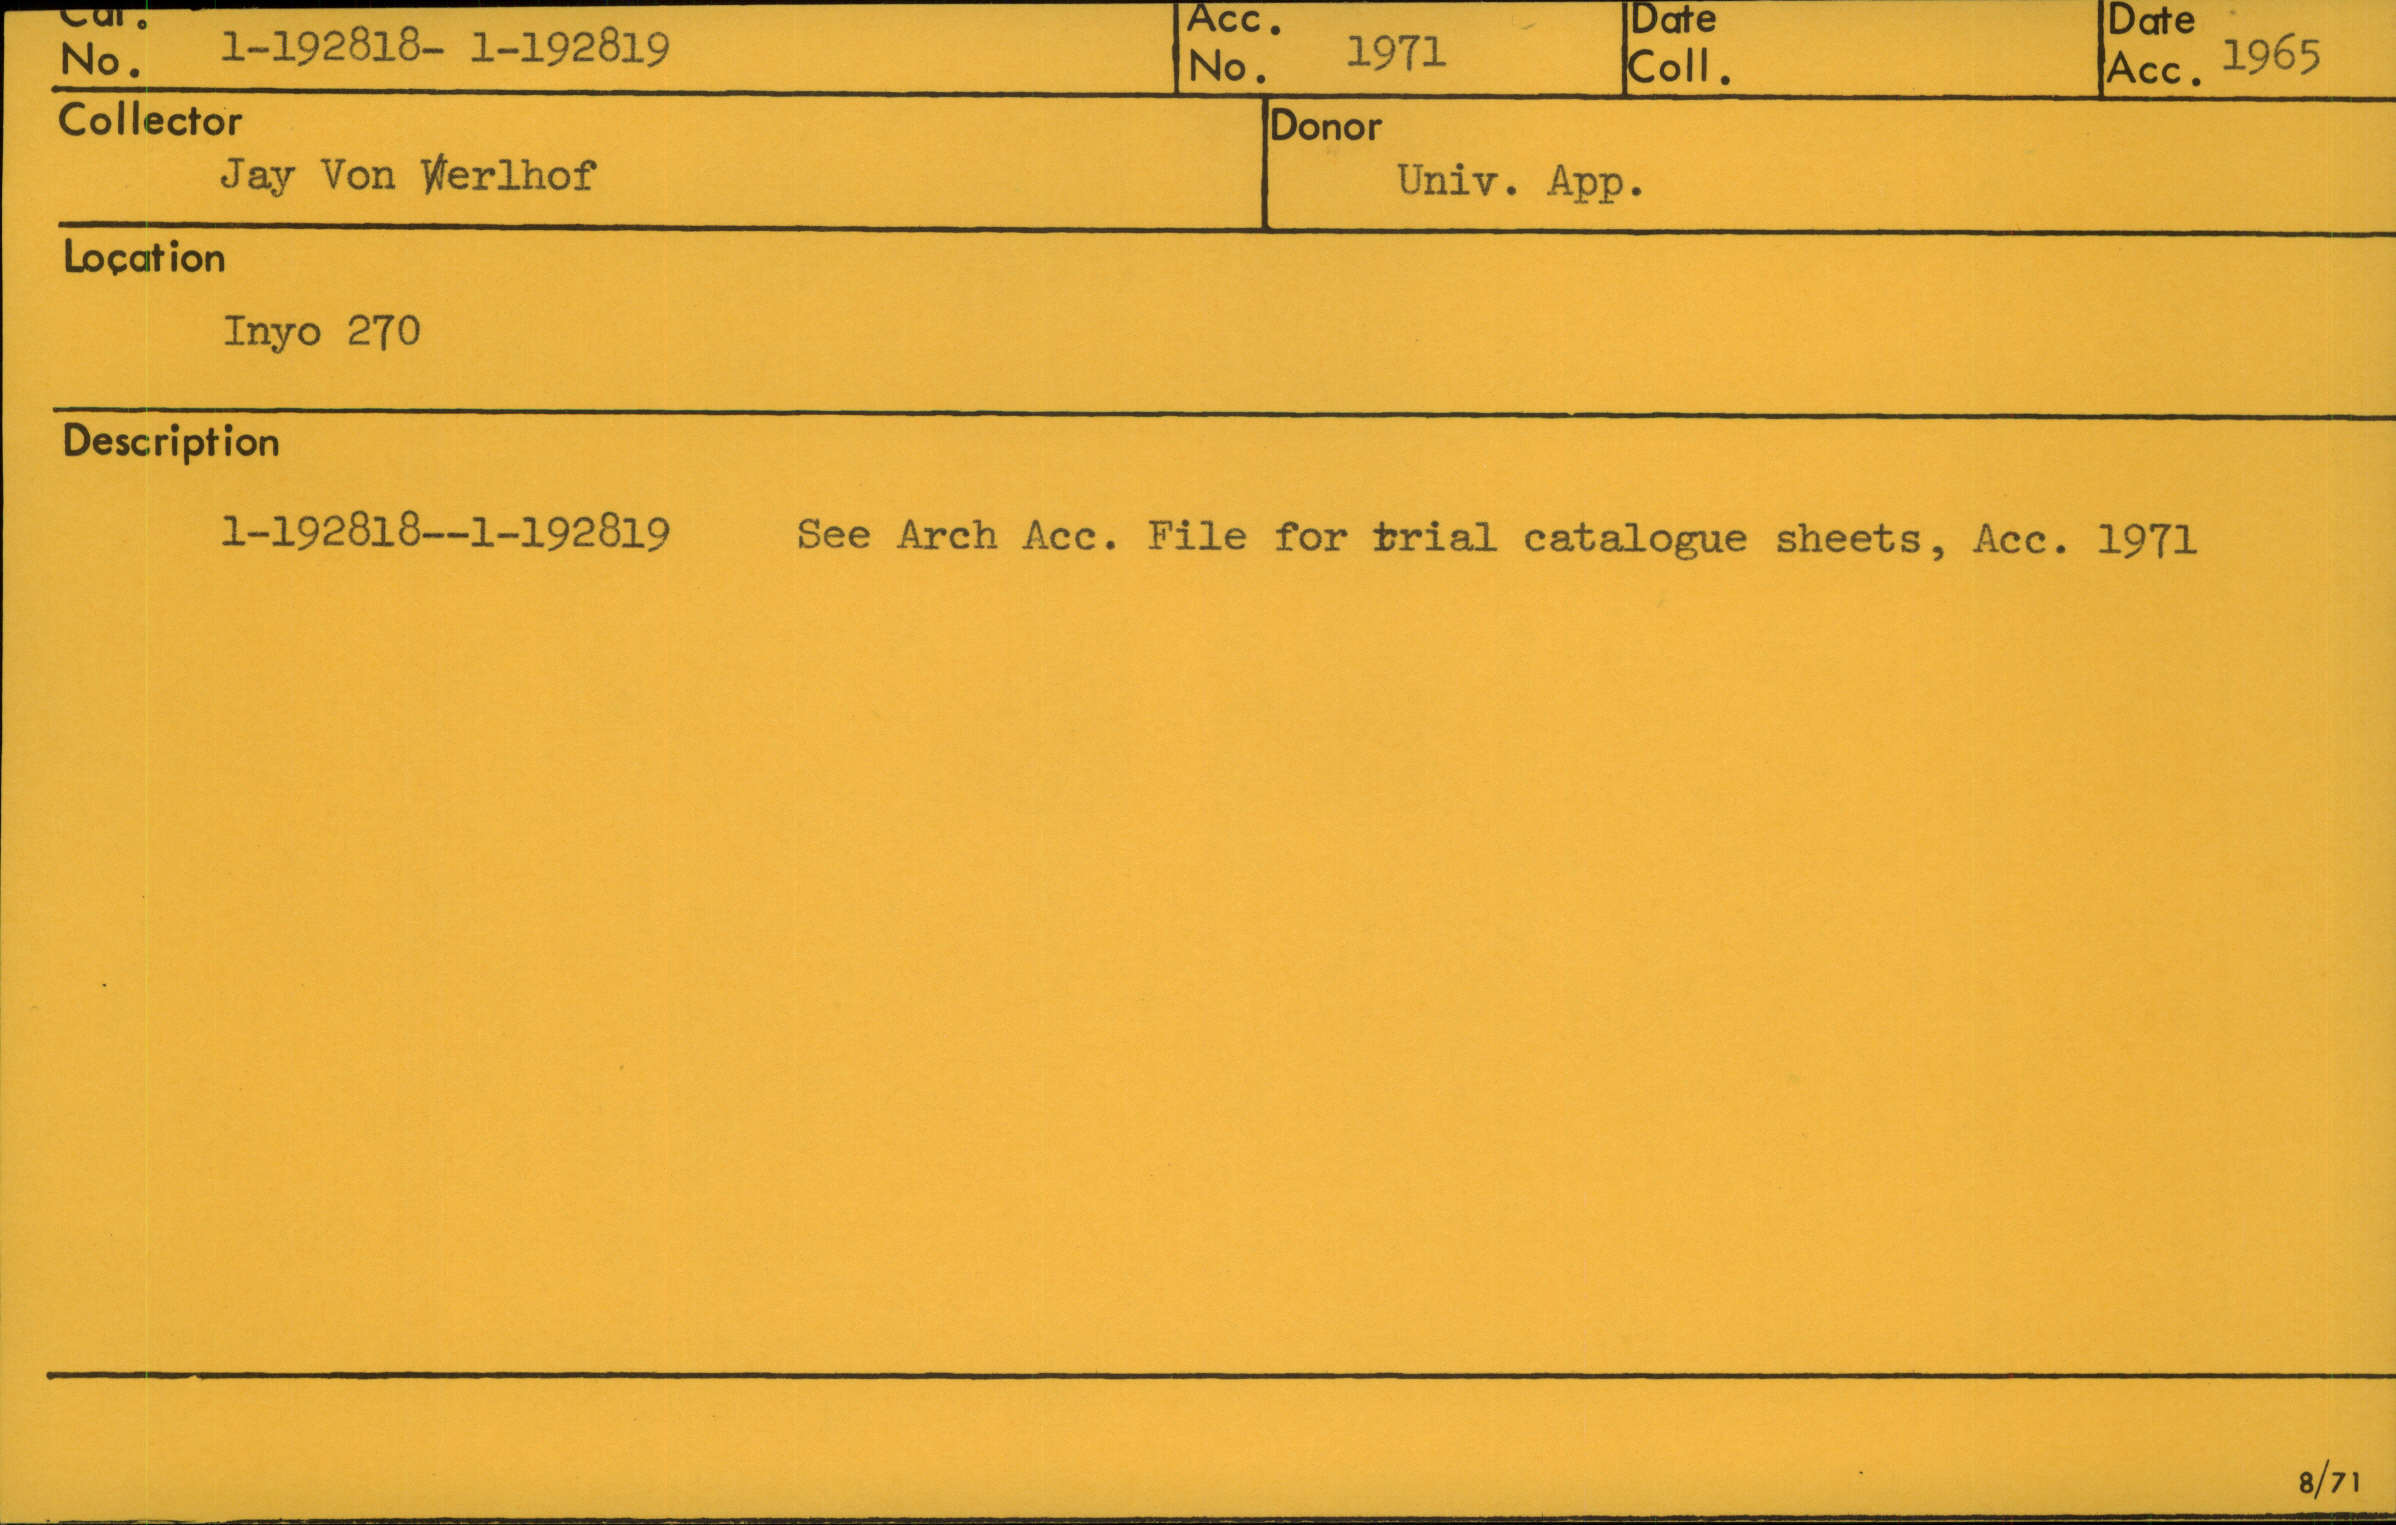 Cat. No. 1-192818- 1-192819 Acc. No. 1971 Date Coll. Date Acc. 1965
Collector Donor
Jay Von Werlhof Univ. App.
Location
Inyo 270
Description
1-192818--1-192819 See Arch Acc. File for trial catalogue sheets, Acc. 1971
8/71